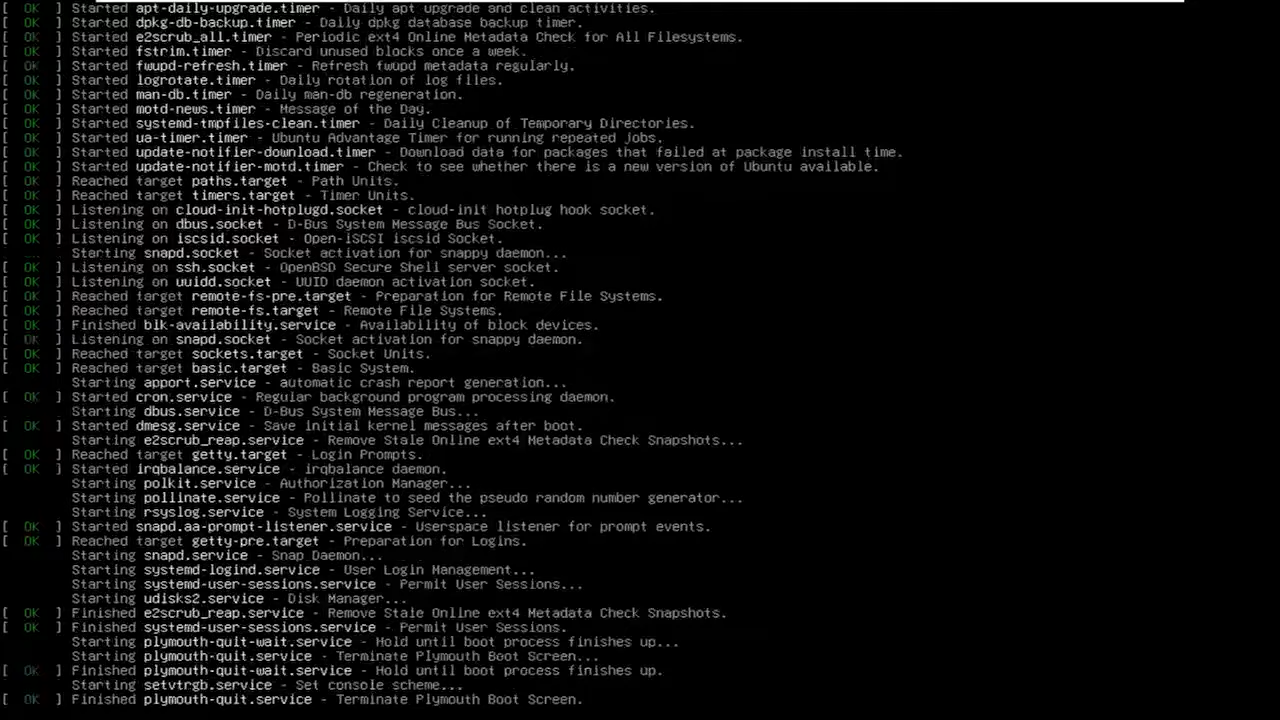 [  OK  ] Started apt-daily-upgrade.timer - Daily apt upgrade and clean activities.
[  OK  ] Started dpkg-db-backup.timer - Daily dpkg database backup timer.
[  OK  ] Started e2scrub_all.timer - Periodic ext4 Online Metadata Check for All Filesystems.
[  OK  ] Started fstrim.timer - Discard unused blocks once a week.
[  OK  ] Started fwupd-refresh.timer - Refresh fwupd metadata regularly.
[  OK  ] Started logrotate.timer - Daily rotation of log files.
[  OK  ] Started man-db.timer - Daily man-db regeneration.
[  OK  ] Started motd-news.timer - Message of the Day.
[  OK  ] Started systemd-tmpfiles-clean.timer - Daily Cleanup of Temporary Directories.
[  OK  ] Started ua-timer.timer - Ubuntu Advantage Timer for running repeated jobs.
[  OK  ] Started update-notifier-download.timer - Download data for packages that failed at package install time.
[  OK  ] Started update-notifier-motd.timer - Check to see whether there is a new version of Ubuntu available.
[  OK  ] Reached target paths.target - Path Units.
[  OK  ] Reached target timers.target - Timer Units.
[  OK  ] Listening on cloud-init-hotplugd.socket - cloud-init hotplug hook socket.
[  OK  ] Listening on dbus.socket - D-Bus System Message Bus Socket.
[  OK  ] Listening on iscsid.socket - Open-iSCSI iscsid Socket.
Starting snapd.socket - Socket activation for snappy daemon...
[  OK  ] Listening on ssh.socket - OpenBSD Secure Shell server socket.
[  OK  ] Listening on uuidd.socket - UUID daemon activation socket.
[  OK  ] Reached target remote-fs-pre.target - Preparation for Remote File Systems.
[  OK  ] Reached target remote-fs.target - Remote File Systems.
[  OK  ] Finished blk-availability.service - Availability of block devices.
[  OK  ] Listening on snapd.socket - Socket activation for snappy daemon.
[  OK  ] Reached target sockets.target - Socket Units.
[  OK  ] Reached target basic.target - Basic System.
Starting apport.service - automatic crash report generation...
[  OK  ] Started cron.service - Regular background program processing daemon.
Starting dbus.service - D-Bus System Message Bus...
[  OK  ] Started dmesg.service - Save initial kernel messages after boot.
Starting e2scrub_reap.service - Remove Stale Online ext4 Metadata Check Snapshots...
[  OK  ] Reached target getty.target - Login Prompts.
[  OK  ] Started irqbalance.service - irqbalance daemon.
Starting polkit.service - Authorization Manager...
Starting pollinate.service - Pollinate to seed the pseudo random number generator...
Starting rsyslog.service - System Logging Service...
[  OK  ] Started snapd.aa-prompt-listener.service - Userspace listener for prompt events.
[  OK  ] Reached target getty-pre.target - Preparation for Logins.
Starting snapd.service - Snap Daemon...
Starting systemd-logind.service - User Login Management...
Starting systemd-user-sessions.service - Permit User Sessions...
Starting udisks2.service - Disk Manager...
[  OK  ] Finished e2scrub_reap.service - Remove Stale Online ext4 Metadata Check Snapshots.
[  OK  ] Finished systemd-user-sessions.service - Permit User Sessions.
Starting plymouth-quit-wait.service - Hold until boot process finishes up...
Starting plymouth-quit.service - Terminate Plymouth Boot Screen...
[  OK  ] Finished plymouth-quit-wait.service - Hold until boot process finishes up.
Starting setvtrgb.service - Set console scheme...
[  OK  ] Finished plymouth-quit.service - Terminate Plymouth Boot Screen.